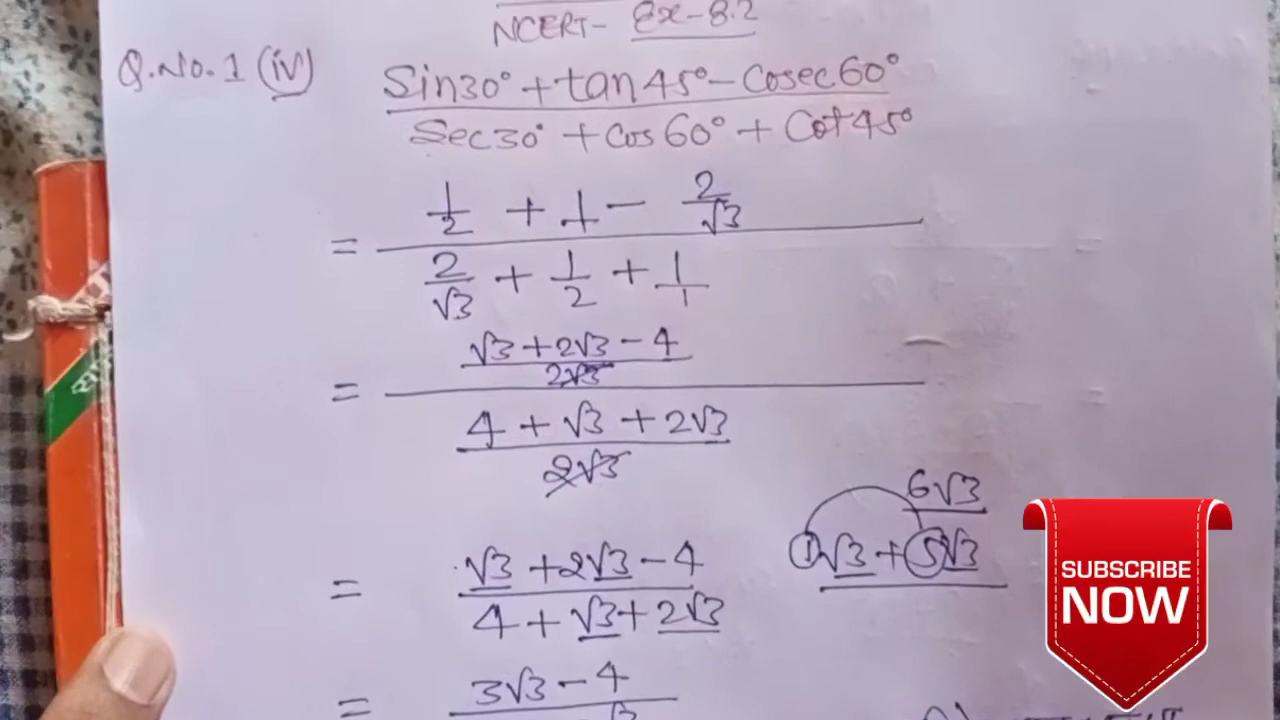 NCERT- Ex-8.2
Q.No. 1 (iv)
Sin30° + tan45° - Cosec60°
Sec30° + Cos60° + Cot45°
= 1/2 + 1/1 - 2/√3
2/√3 + 1/2 + 1/1
= √3 + 2√3 - 4
2√3
4 + √3 + 2√3
2√3
6√3
1√3 + 5√3
= √3 + 2√3 - 4
4 + √3 + 2√3
= 3√3 - 4
SUBSCRIBE
NOW